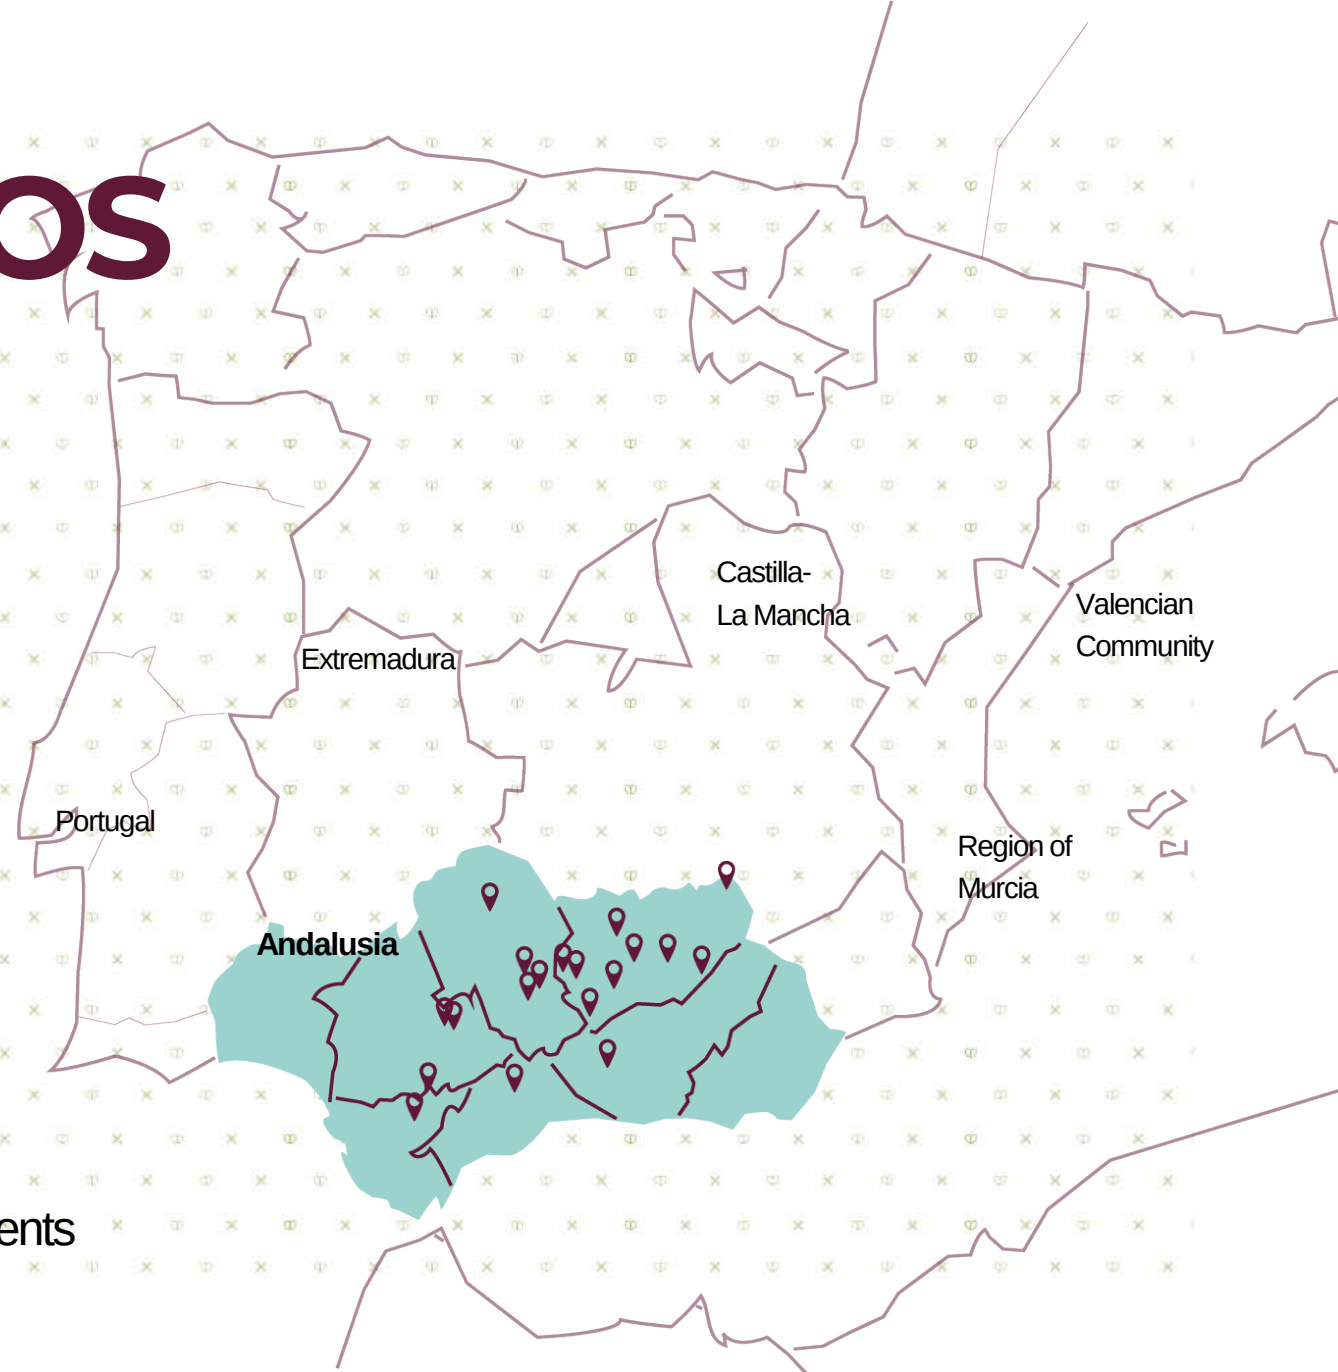 OS
Castilla-
La Mancha
Valencian
Community
Extremadura
Portugal
Region of
Murcia
Andalusia
ents